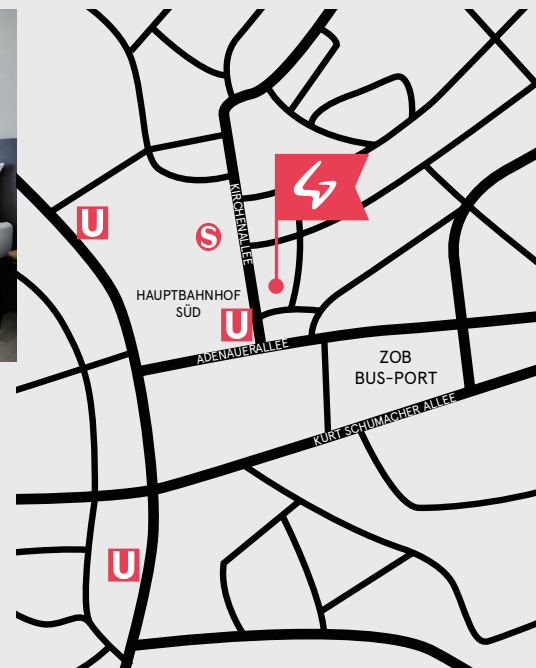 U
S
KIRCHENALLEE
HAUPTBAHNHOF
SÜD
U
ADENAUERALLEE
ZOB
BUS-PORT
KURT SCHUMACHER ALLEE
U